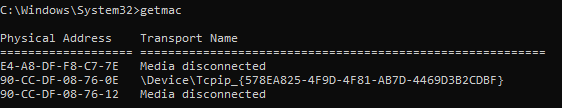 C:\Windows\System32>getmac
Physical Address    Transport Name
=================== ==========================================================
E4-A8-DF-F8-C7-7E   Media disconnected
90-CC-DF-08-76-0E   \Device\Tcpip_{578EA825-4F9D-4F81-AB7D-4469D3B2CDBF}
90-CC-DF-08-76-12   Media disconnected